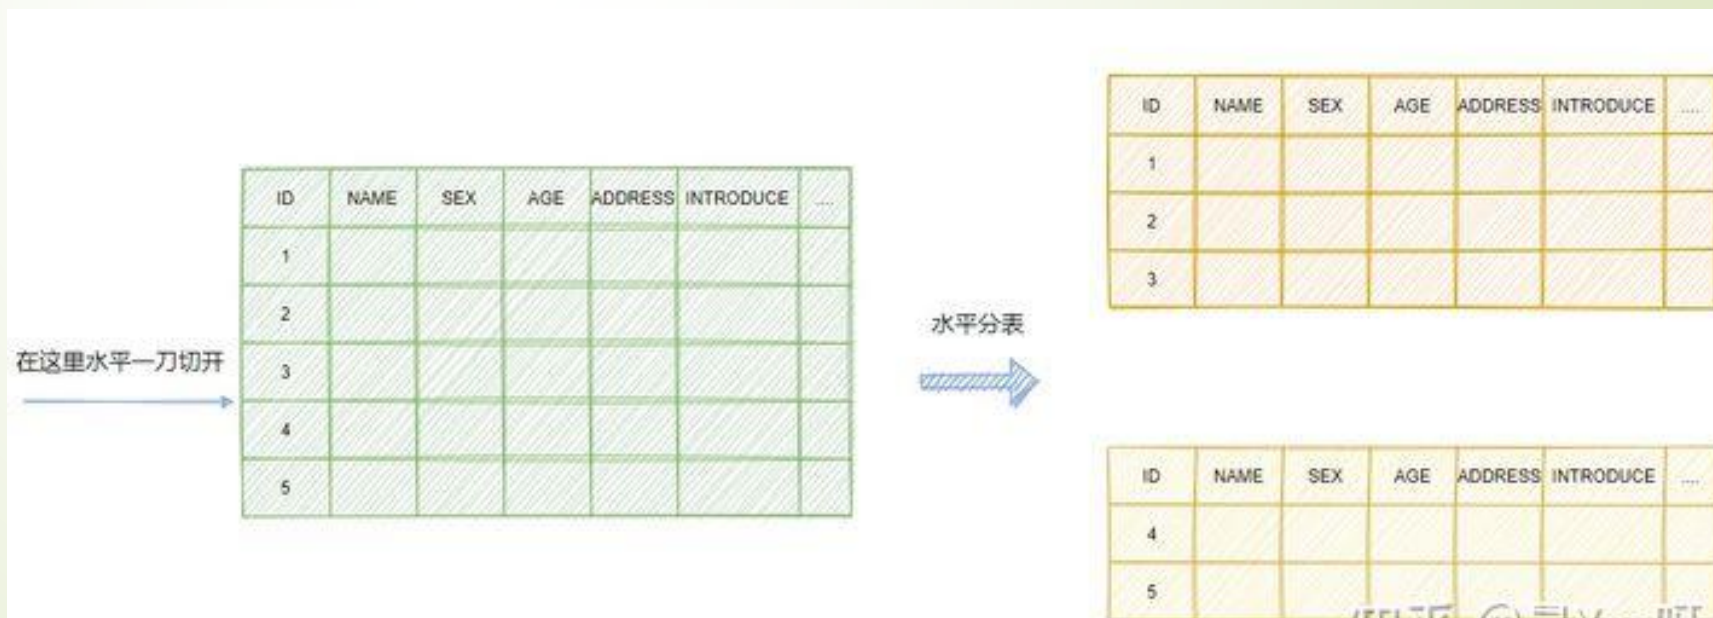 在这里水平一刀切开
ID NAME SEX AGE ADDRESS INTRODUCE ....
1
2
3
4
5
水平分表
ID NAME SEX AGE ADDRESS INTRODUCE ....
1
2
3
ID NAME SEX AGE ADDRESS INTRODUCE ....
4
5